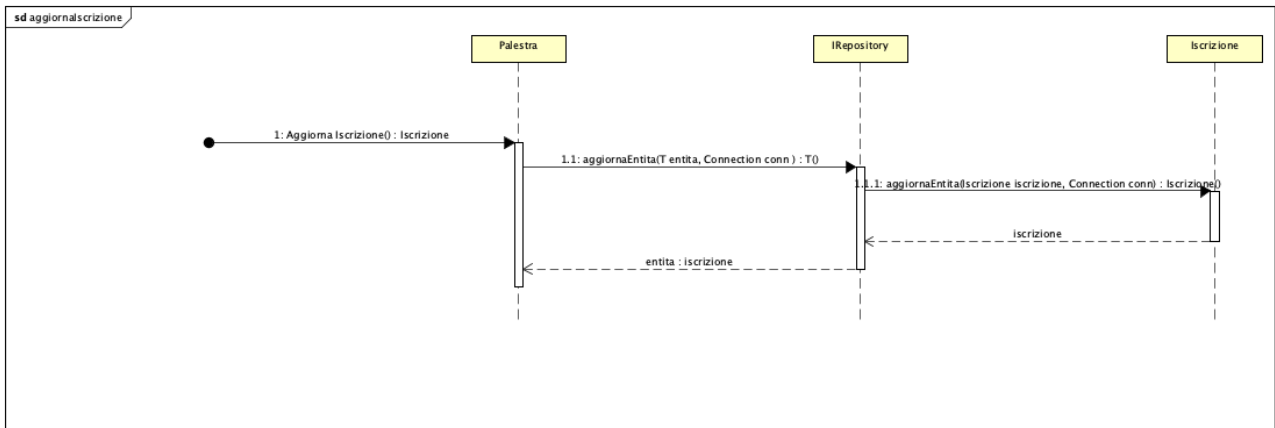 sd aggiornaIscrizione
Palestra
IRepository
Iscrizione
1: Aggiorna Iscrizione() : Iscrizione
1.1: aggiornaEntita(T entita, Connection conn ) : T()
1.1.1: aggiornaEntita(Iscrizione iscrizione, Connection conn) : Iscrizione()
iscrizione
entita : iscrizione